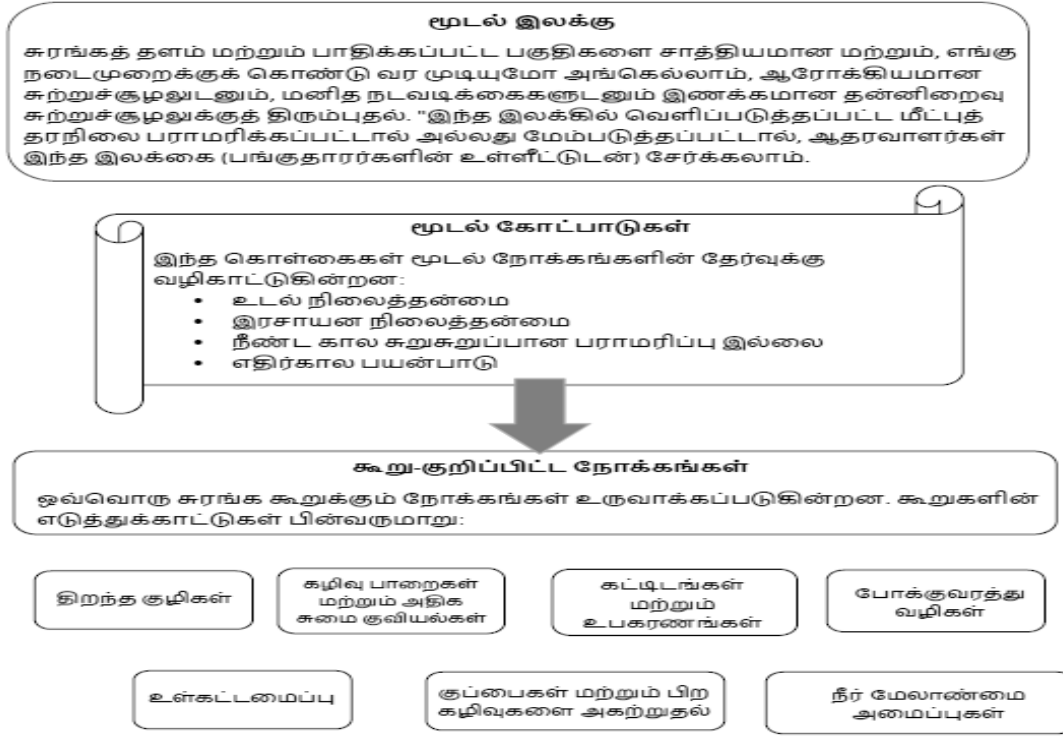 மூடல் இலக்கு
சுரங்கத் தளம் மற்றும் பாதிக்கப்பட்ட பகுதிகளை சாத்தியமான மற்றும், எங்கு
நடைமுறைக்குக் கொண்டு வர முடியுமோ அங்கெல்லாம், ஆரோக்கியமான
சுற்றுச்சூழலுடனும், மனித நடவடிக்கைகளுடனும் இணக்கமான தன்னிறைவு
சுற்றுச்சூழலுக்குத் திரும்புதல். "இந்த இலக்கில் வெளிப்படுத்தப்பட்ட மீட்புத்
தரநிலை பராமரிக்கப்பட்டால் அல்லது மேம்படுத்தப்பட்டால், ஆதரவாளர்கள்
இந்த இலக்கை (பங்குதாரர்களின் உள்ளீட்டுடன்) சேர்க்கலாம்.
மூடல் கோட்பாடுகள்
இந்த கொள்கைகள் மூடல் நோக்கங்களின் தேர்வுக்கு
வழிகாட்டுகின்றன:
• உடல் நிலைத்தன்மை
• இரசாயன நிலைத்தன்மை
• நீண்ட கால சுறுசுறுப்பான பராமரிப்பு இல்லை
• எதிர்கால பயன்பாடு
கூறு-குறிப்பிட்ட நோக்கங்கள்
ஒவ்வொரு சுரங்க கூறுக்கும் நோக்கங்கள் உருவாக்கப்படுகின்றன. கூறுகளின்
எடுத்துக்காட்டுகள் பின்வருமாறு:
திறந்த குழிகள்
கழிவு பாறைகள்
மற்றும் அதிக
சுமை குவியல்கள்
கட்டிடங்கள்
மற்றும்
உபகரணங்கள்
போக்குவரத்து
வழிகள்
உள்கட்டமைப்பு
குப்பைகள் மற்றும் பிற
கழிவுகளை அகற்றுதல்
நீர் மேலாண்மை
அமைப்புகள்